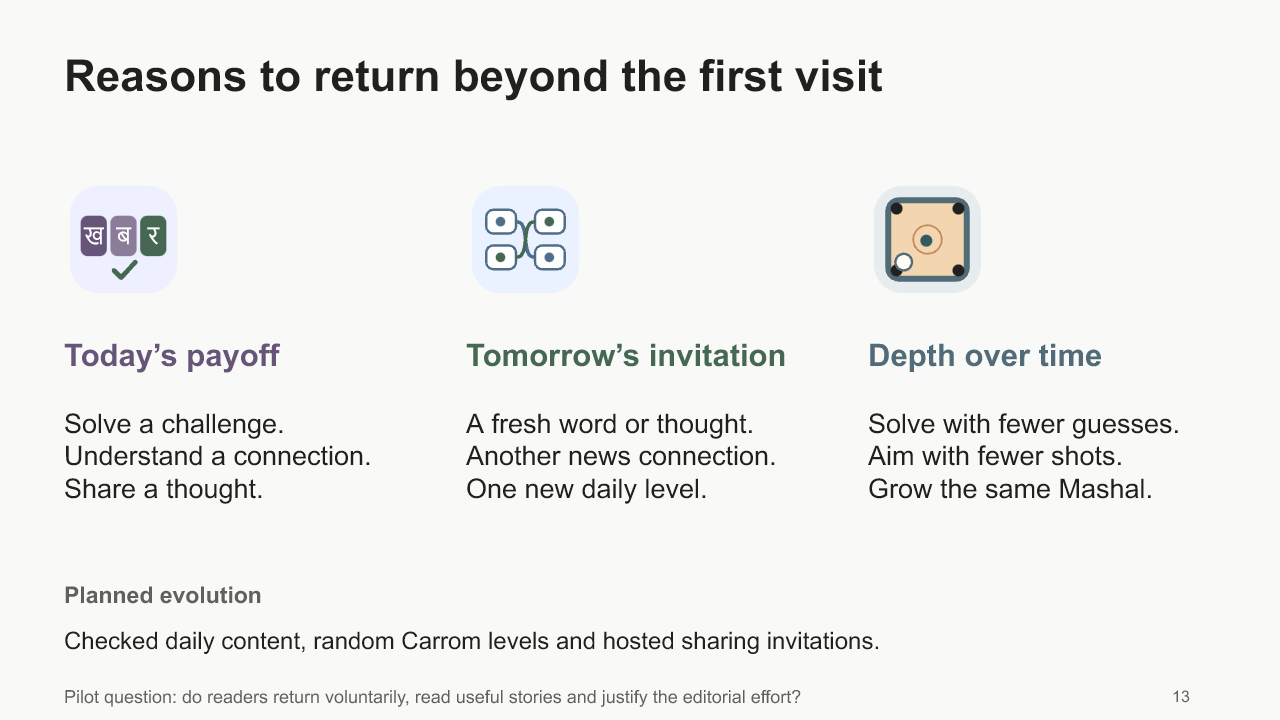 Reasons to return beyond the first visit
ख ब र
Today’s payoff
Solve a challenge.
Understand a connection.
Share a thought.
Tomorrow’s invitation
A fresh word or thought.
Another news connection.
One new daily level.
Depth over time
Solve with fewer guesses.
Aim with fewer shots.
Grow the same Mashal.
Planned evolution
Checked daily content, random Carrom levels and hosted sharing invitations.
Pilot question: do readers return voluntarily, read useful stories and justify the editorial effort?
13